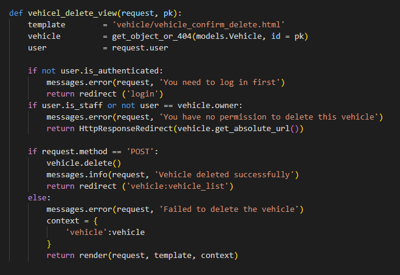 def vehicel_delete_view(request, pk):
template = 'vehicle/vehicle_confirm_delete.html'
vehicle = get_object_or_404(models.Vehicle, id = pk)
user = request.user
if not user.is_authenticated:
messages.error(request, 'You need to log in first')
return redirect ('login')
if user.is_staff or not user == vehicle.owner:
messages.error(request, 'You have no permission to delete this vehicle')
return HttpResponseRedirect(vehicle.get_absolute_url())
if request.method == 'POST':
vehicle.delete()
messages.info(request, 'Vehicle deleted successfully')
return redirect ('vehicle:vehicle_list')
else:
messages.error(request, 'Failed to delete the vehicle')
context = {
'vehicle':vehicle
}
return render(request, template, context)